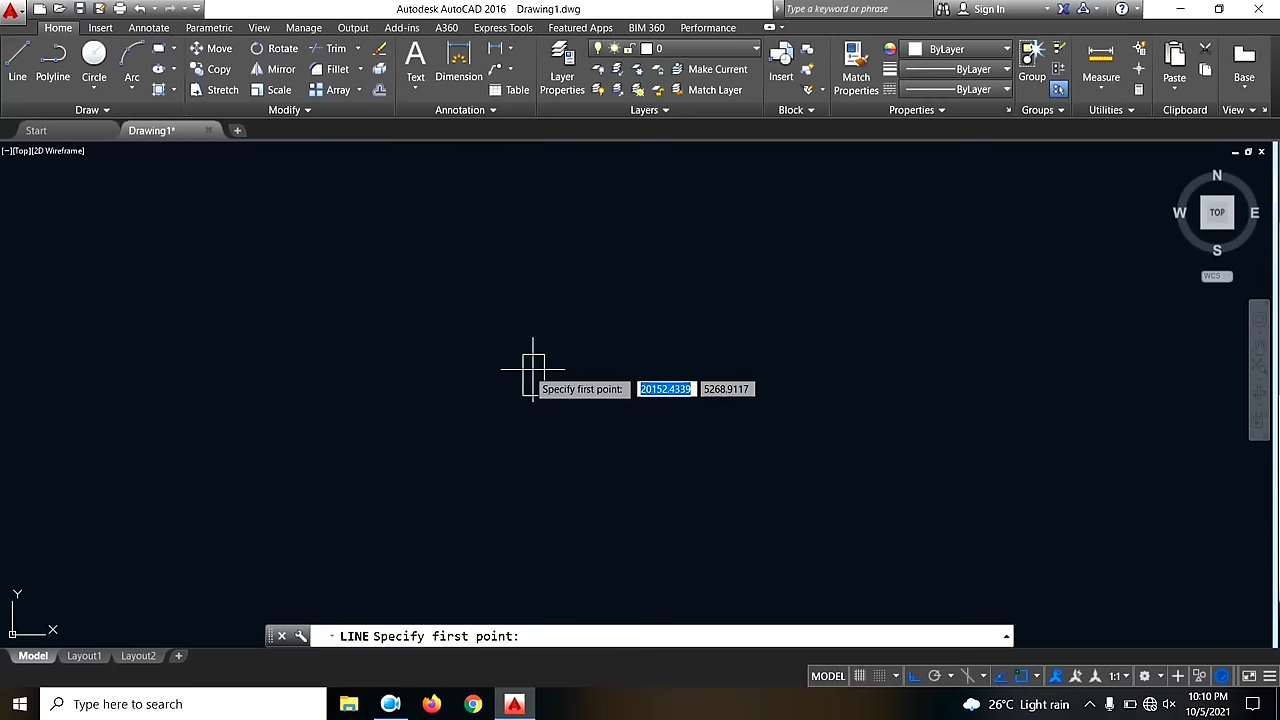 Autodesk AutoCAD 2016 Drawing1.dwg
Type a keyword or phrase
Sign In
Home Insert Annotate Parametric View Manage Output Add-ins A360 Express Tools Featured Apps BIM 360 Performance
Line Polyline Circle Arc
Move Rotate Trim
Copy Mirror Fillet
Stretch Scale Array
Text Dimension
Table
Layer
Properties
0
Make Current
Match Layer
Insert
Match
Properties
ByLayer
ByLayer
ByLayer
Group
Measure
Paste
Base
Draw Modify Annotation Layers Block Properties Groups Utilities Clipboard View
Start Drawing1*
[−][Top][2D Wireframe]
N
W TOP E
S
WCS
Specify first point: 20152.4339 5268.9117
Y
X
LINE Specify first point:
Model Layout1 Layout2
MODEL 1:1
Type here to search
26°C Light rain
10:10 PM
10/5/2021